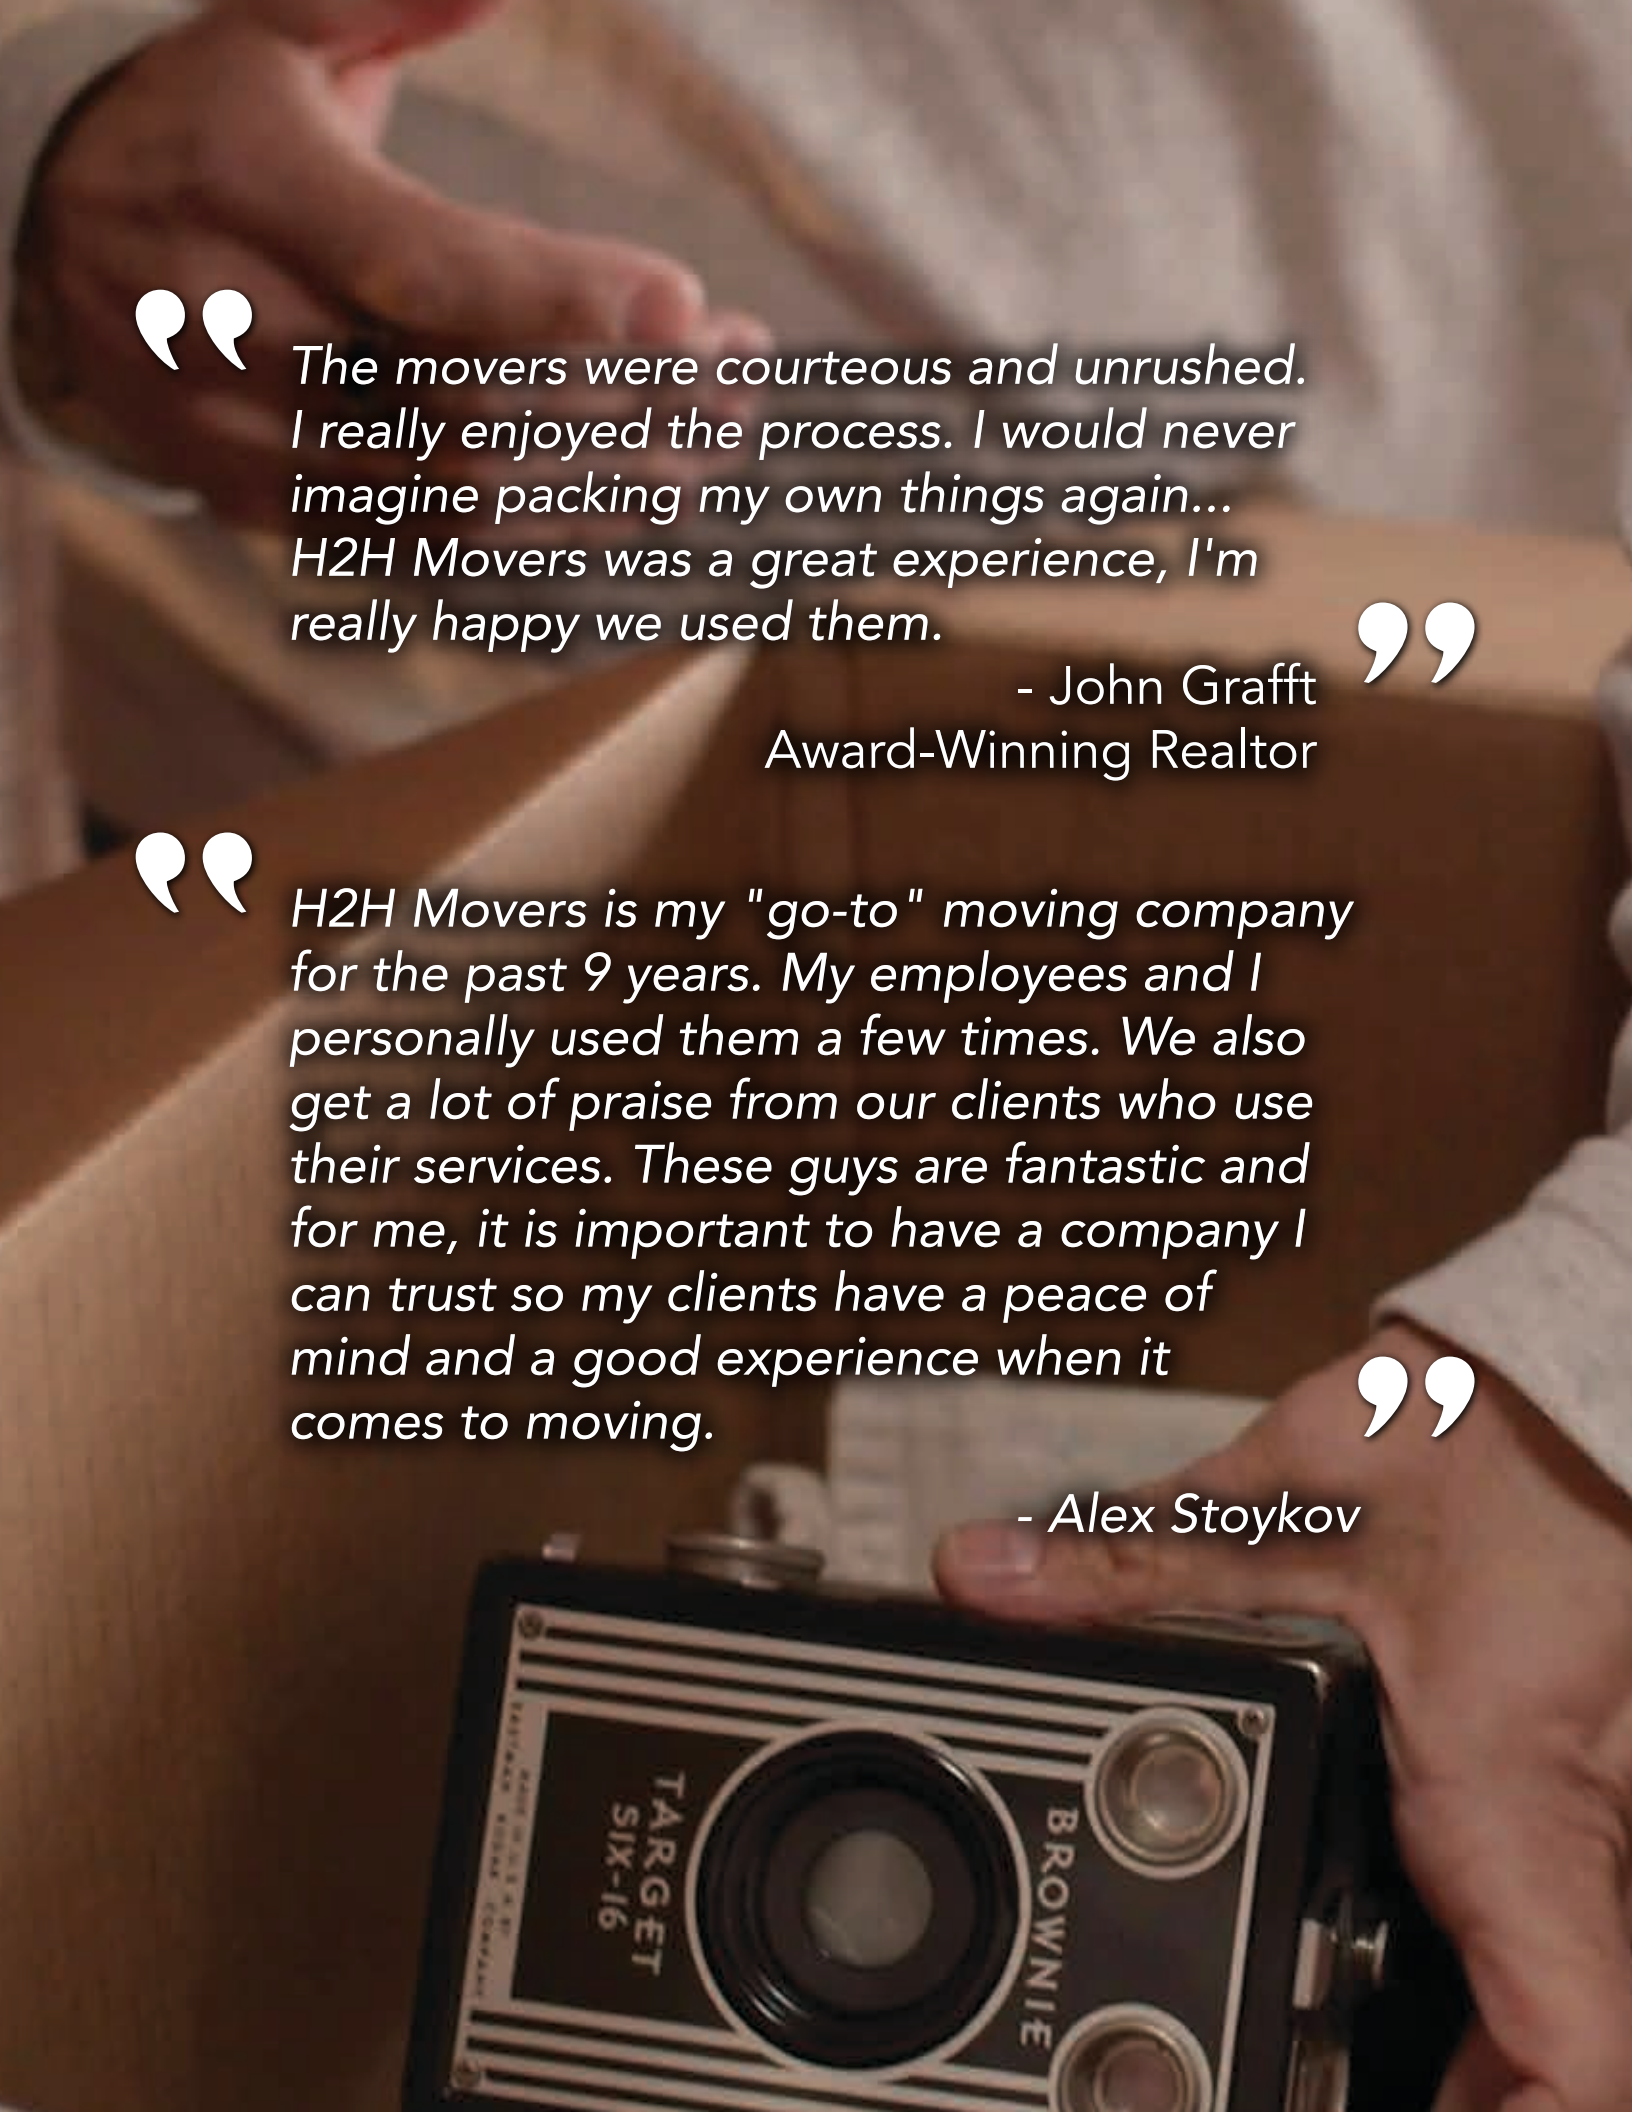 The movers were courteous and unrushed.
I really enjoyed the process. I would never
imagine packing my own things again...
H2H Movers was a great experience, I'm
really happy we used them.
- John Grafft
Award-Winning Realtor
H2H Movers is my "go-to" moving company
for the past 9 years. My employees and I
personally used them a few times. We also
get a lot of praise from our clients who use
their services. These guys are fantastic and
for me, it is important to have a company I
can trust so my clients have a peace of
mind and a good experience when it
comes to moving.
- Alex Stoykov
BROWNIE
TARGET
SIX-16